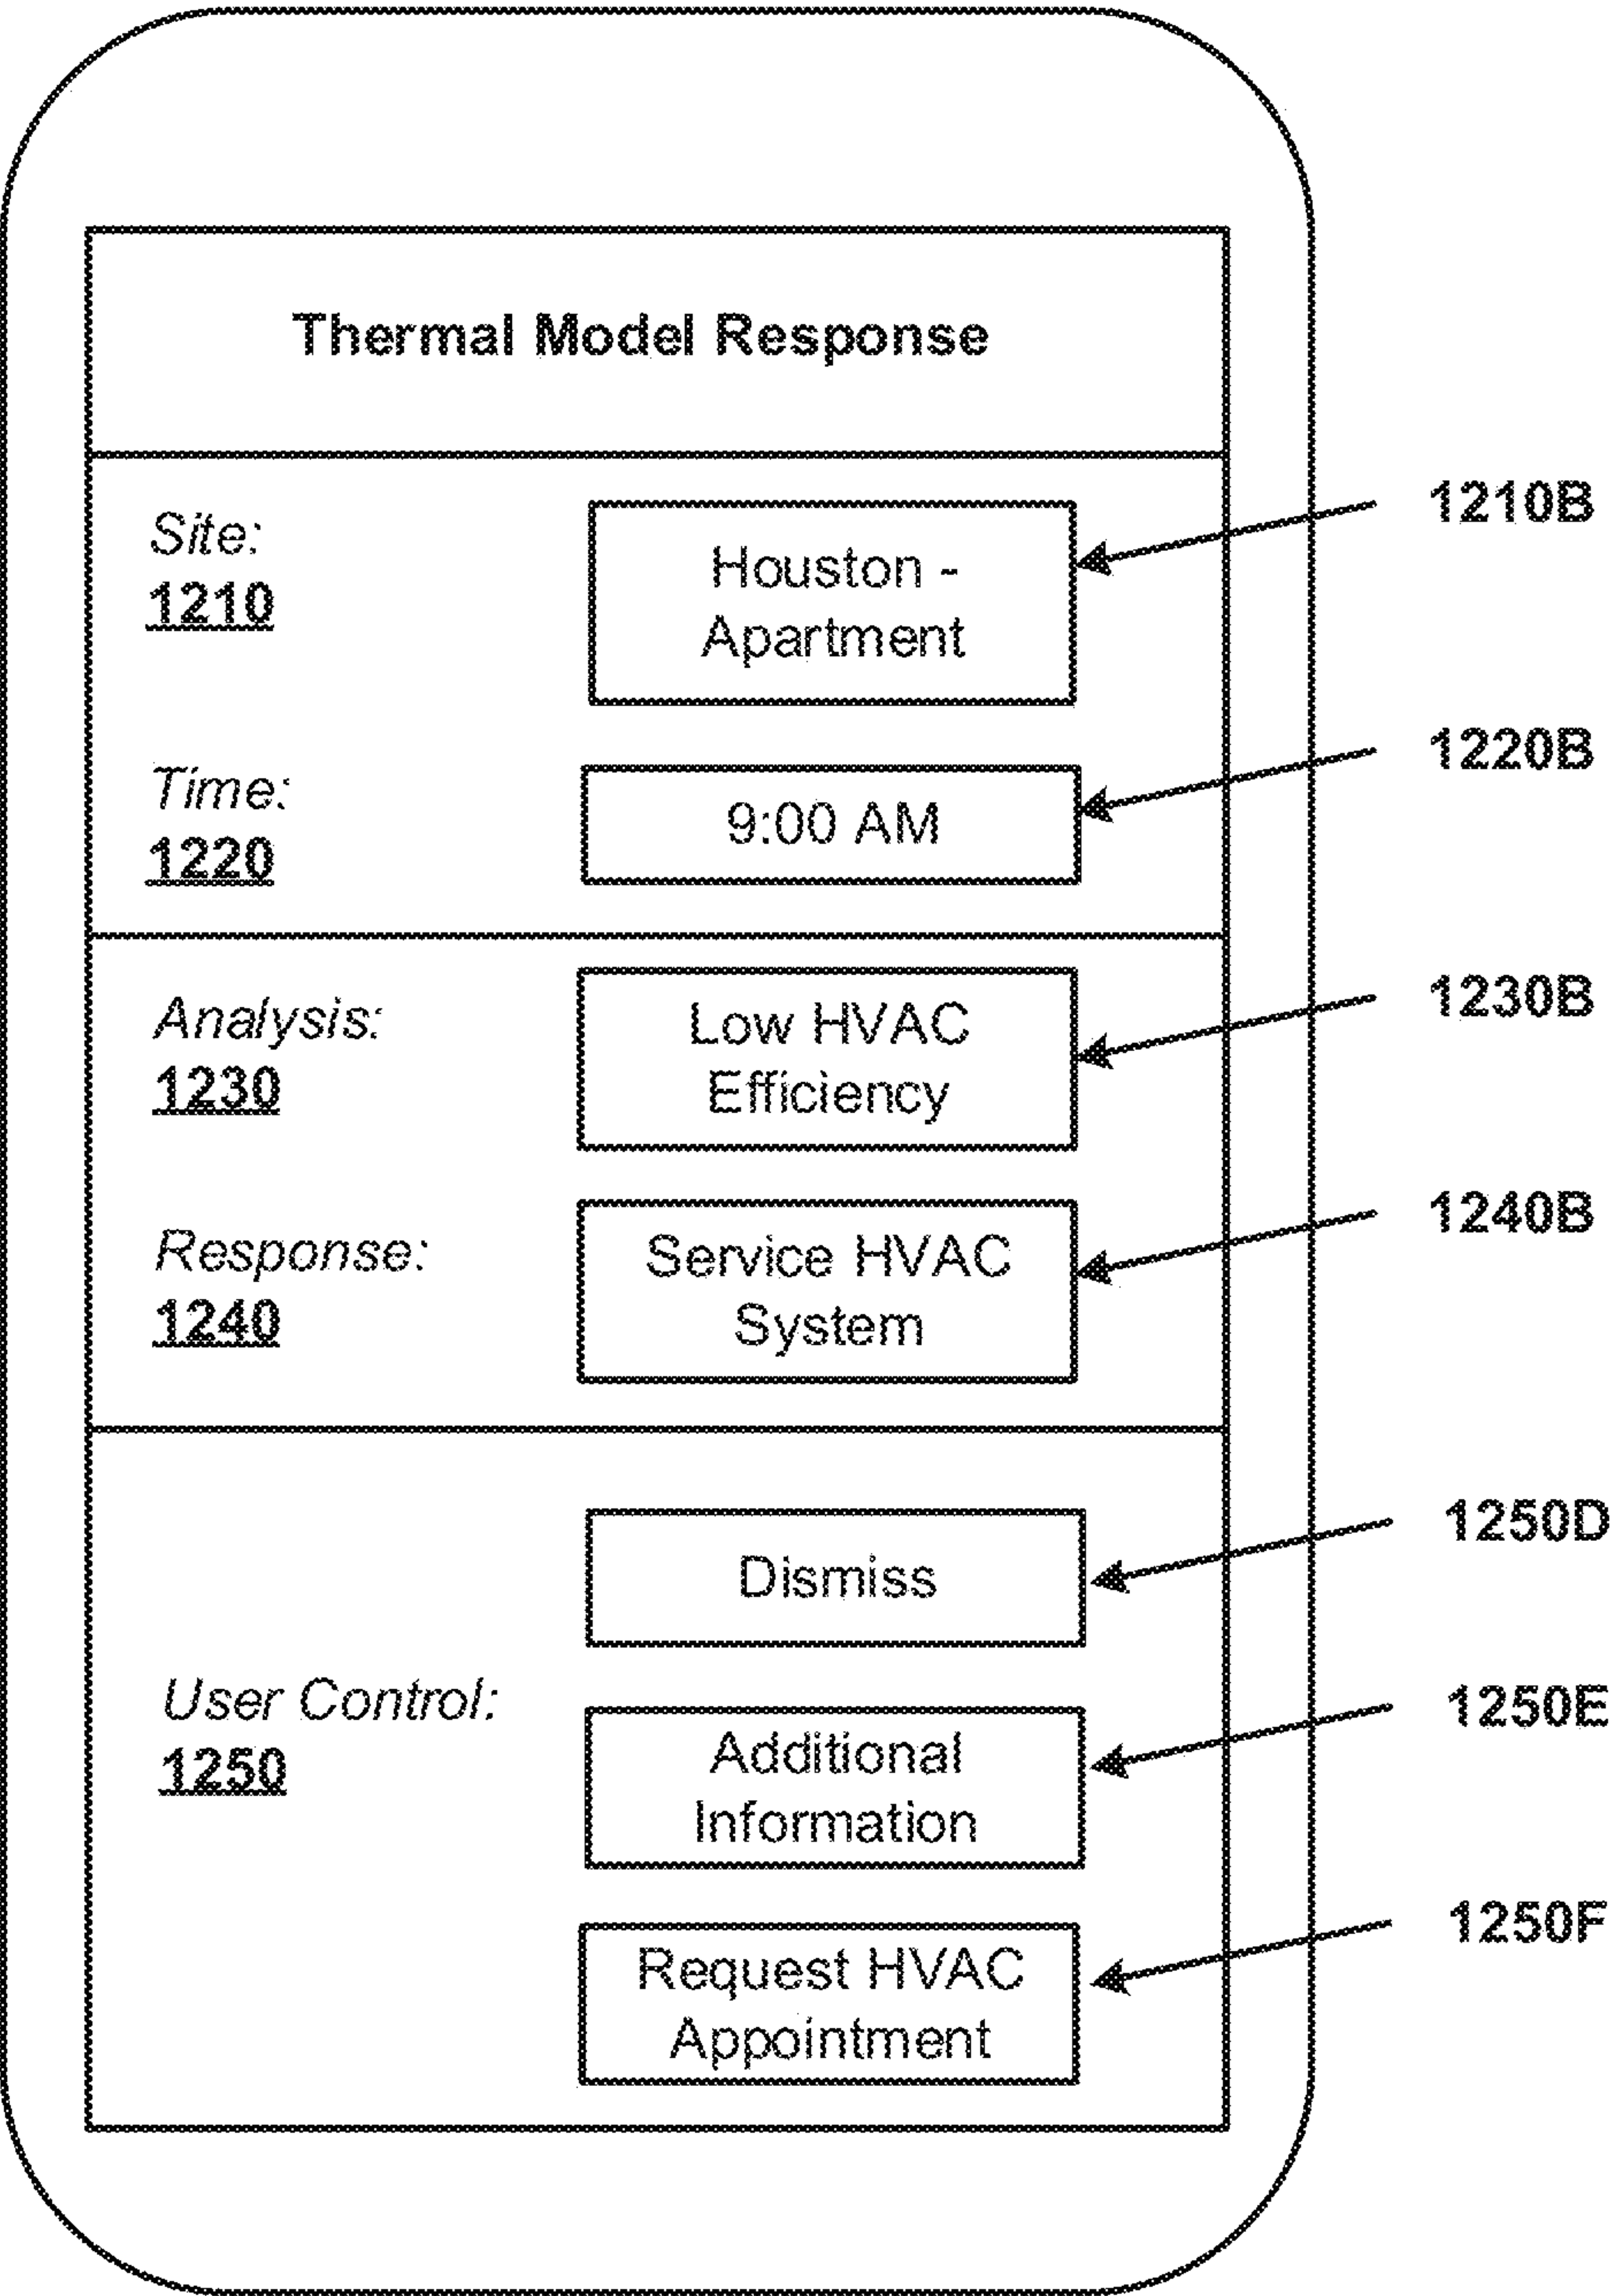 Thermal Model Response
Site:
1210
Houston -
Apartment
1210B
Time:
1220
9:00 AM
1220B
Analysis:
1230
Low HVAC
Efficiency
1230B
Response:
1240
Service HVAC
System
1240B
User Control:
1250
Dismiss
1250D
Additional
Information
1250E
Request HVAC
Appointment
1250F